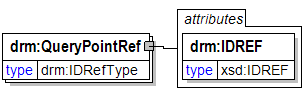 attributes
drm:QueryPointRef
type drm:IDRefType
drm:IDREF
type xsd:IDREF